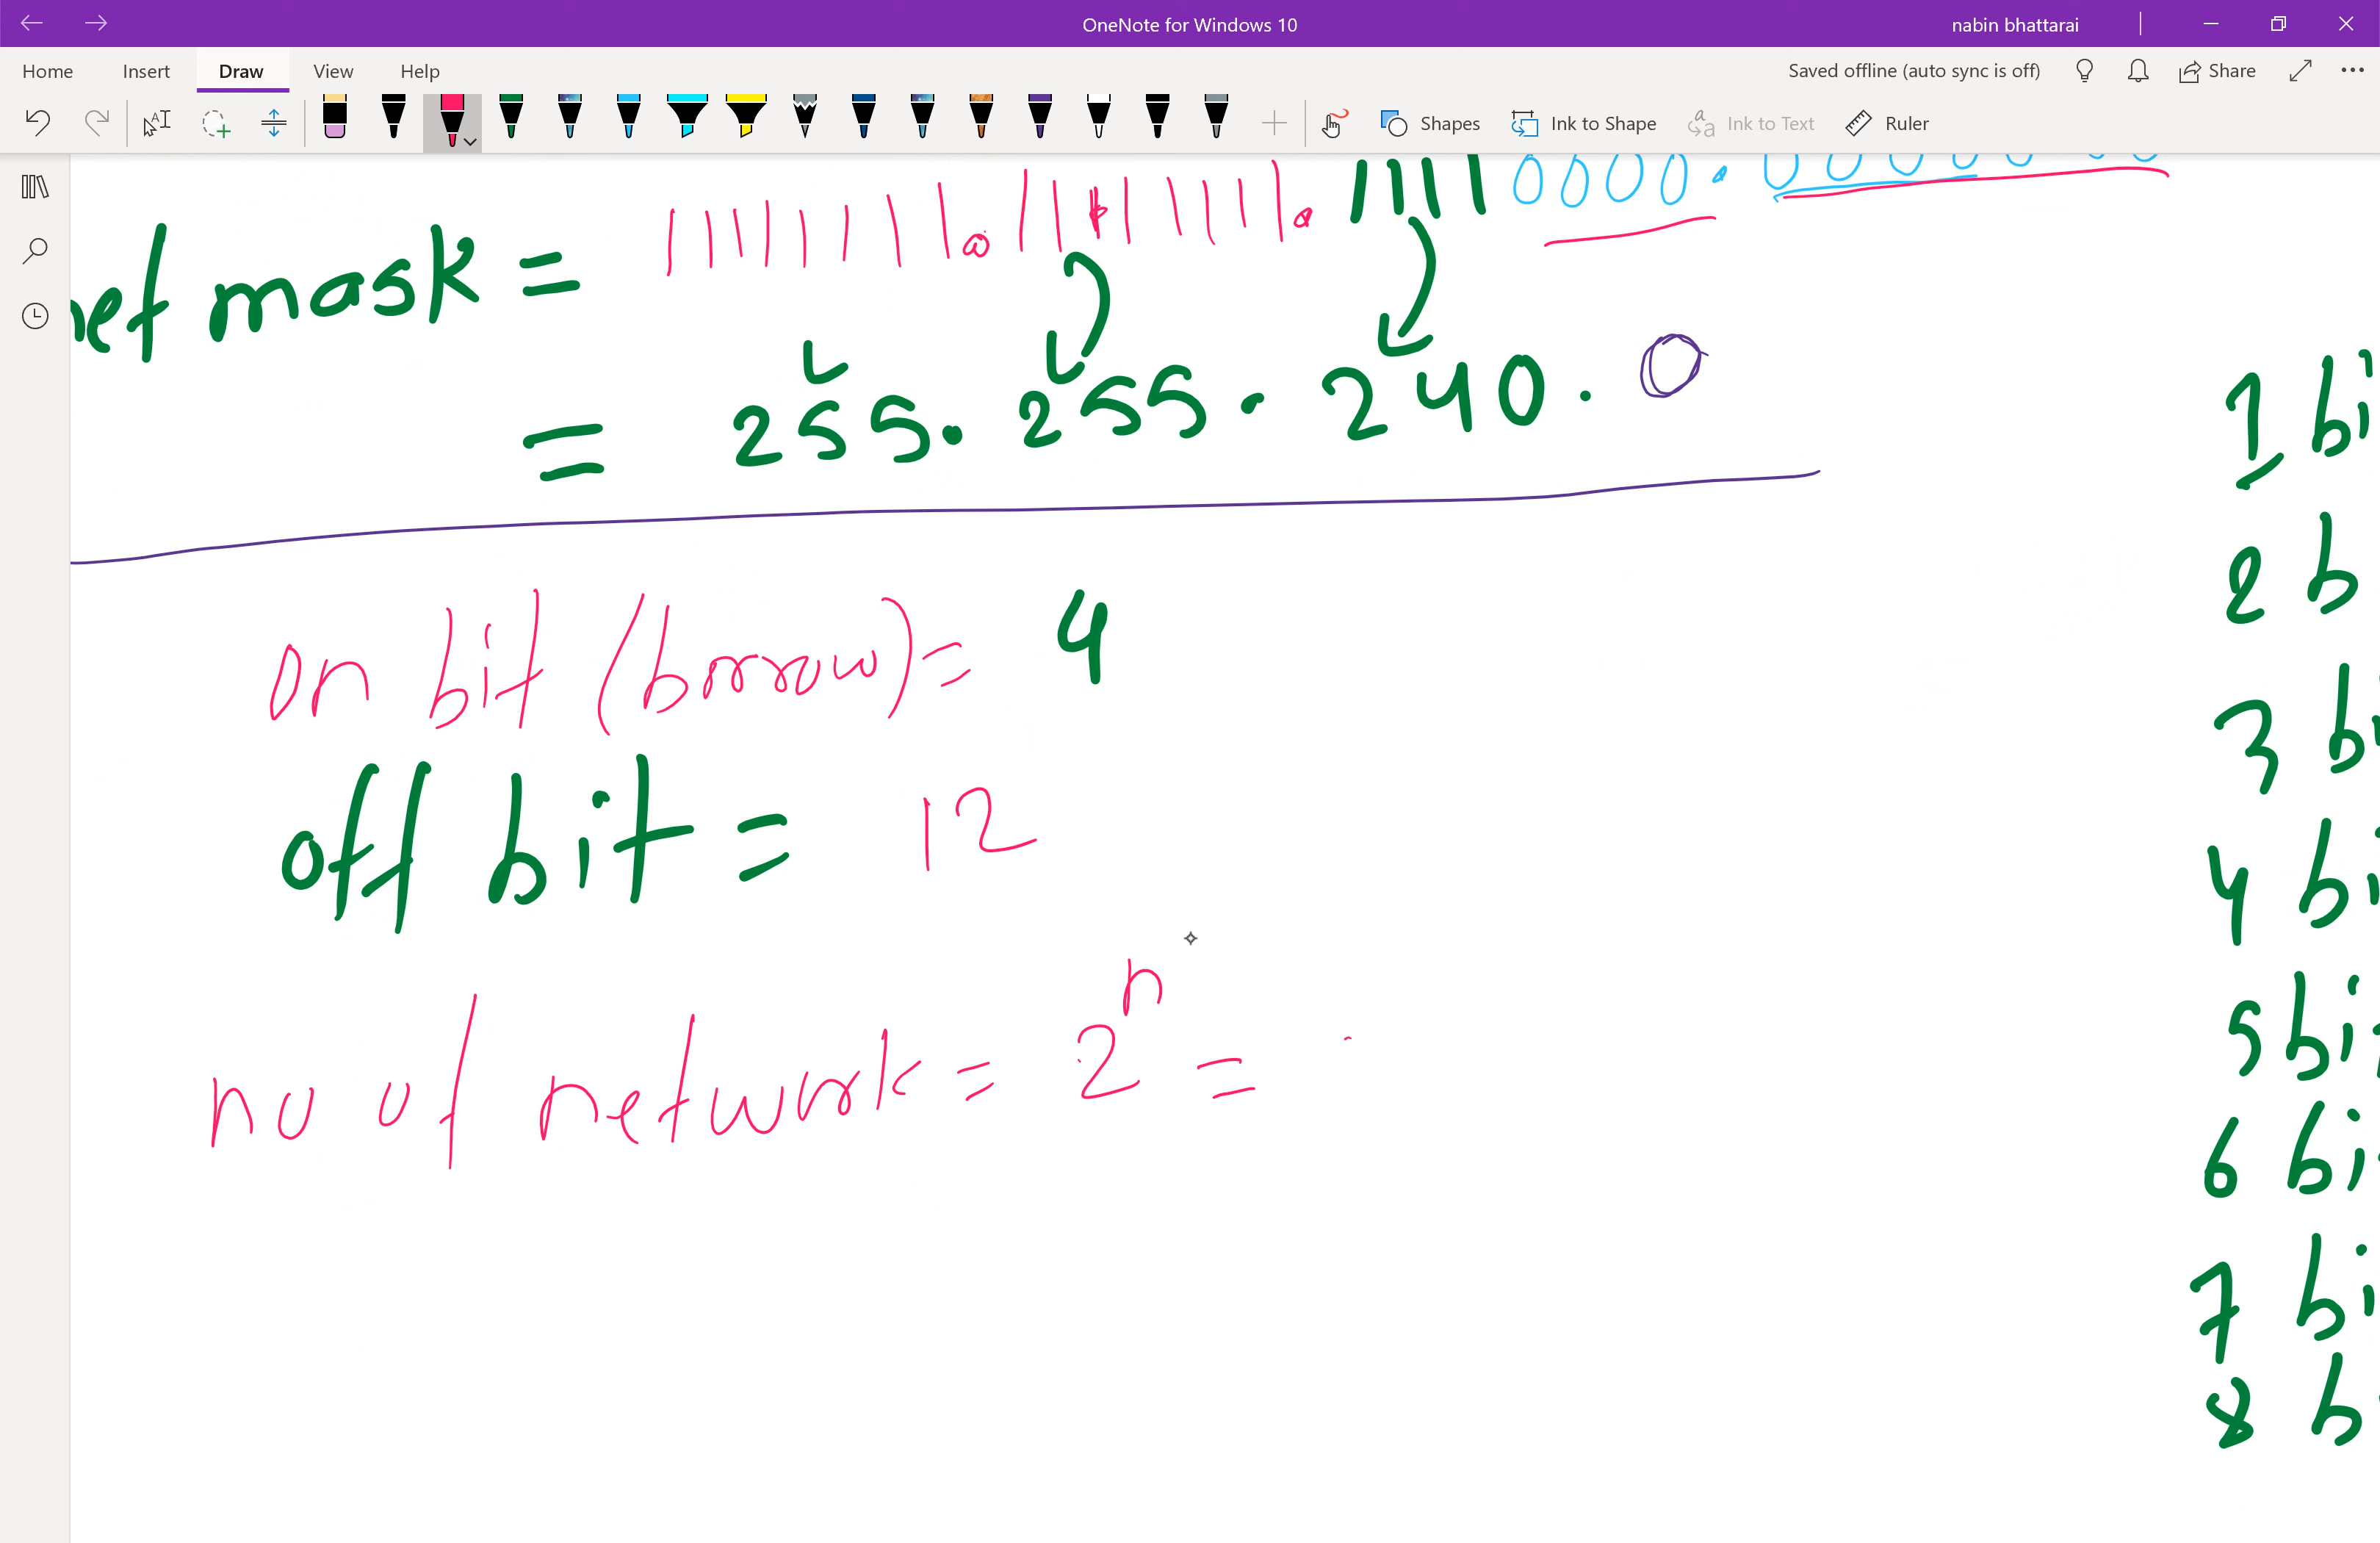 OneNote for Windows 10
nabin bhattarai
Home Insert Draw View Help
Saved offline (auto sync is off) Share
Shapes Ink to Shape Ink to Text Ruler
11111111.11111111.11110000.
net mask =
= 255.255.240.0
on bit (borrow) = 4
off bit = 12
no of network = 2^n =
1 bi
2 b
3 bi
4 bi
5 bi
6 bi
7 bi
8 b